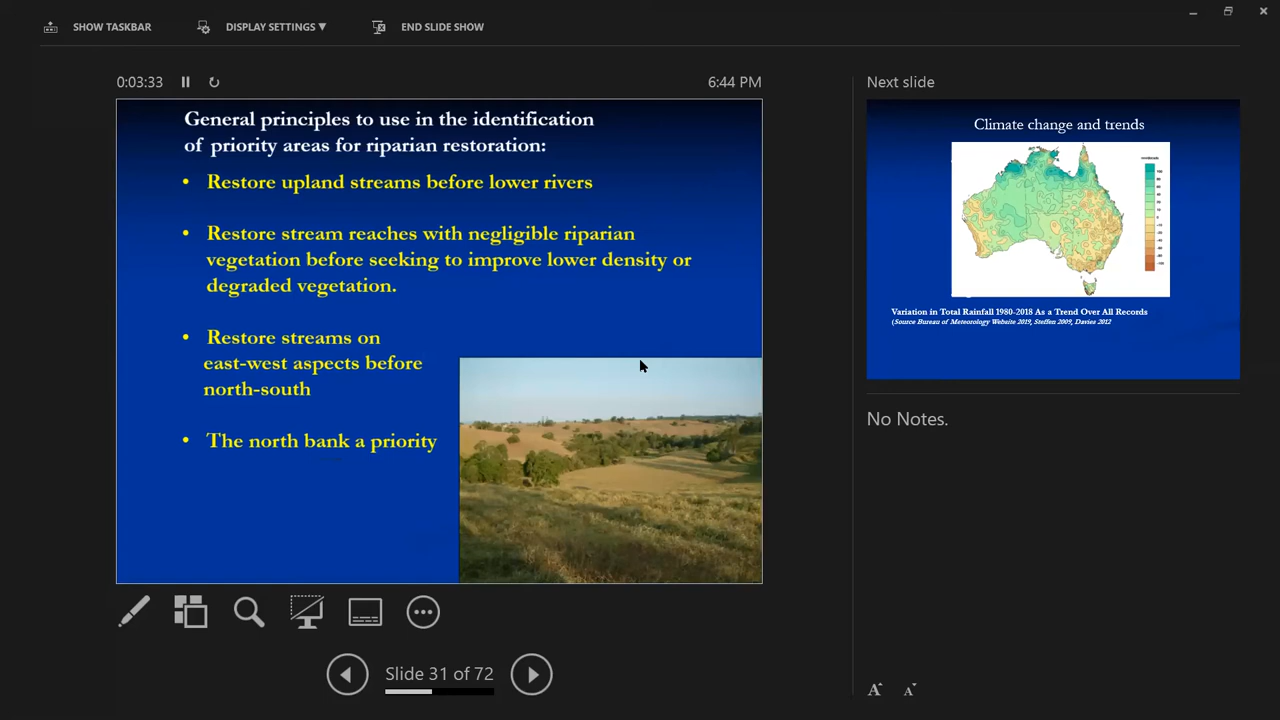 SHOW TASKBAR
DISPLAY SETTINGS ▼
END SLIDE SHOW
0:03:33
6:44 PM
General principles to use in the identification
of priority areas for riparian restoration:
• Restore upland streams before lower rivers
• Restore stream reaches with negligible riparian
vegetation before seeking to improve lower density or
degraded vegetation.
• Restore streams on
east-west aspects before
north-south
• The north bank a priority
Slide 31 of 72
Next slide
Climate change and trends
Variation in Total Rainfall 1980-2018 As a Trend Over All Records
(Source Bureau of Meteorology Website 2019, Steffen 2009, Davies 2012
No Notes.
A A